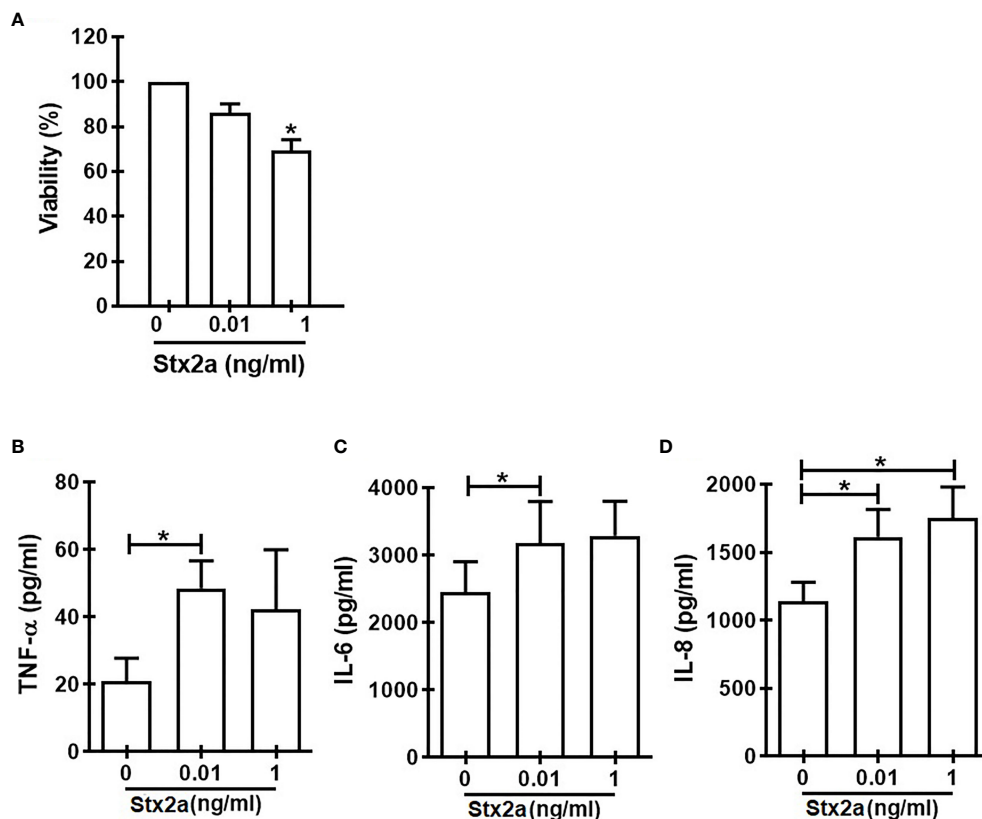 A
Viability (%)
120
100
80
60
40
20
0
*
0 0.01 1
Stx2a (ng/ml)
B
TNF-α (pg/ml)
80
60
40
20
0
*
0 0.01 1
Stx2a(ng/ml)
C
IL-6 (pg/ml)
4000
3000
2000
1000
0
*
0 0.01 1
Stx2a(ng/ml)
D
IL-8 (pg/ml)
2000
1500
1000
500
0
*
*
0 0.01 1
Stx2a(ng/ml)